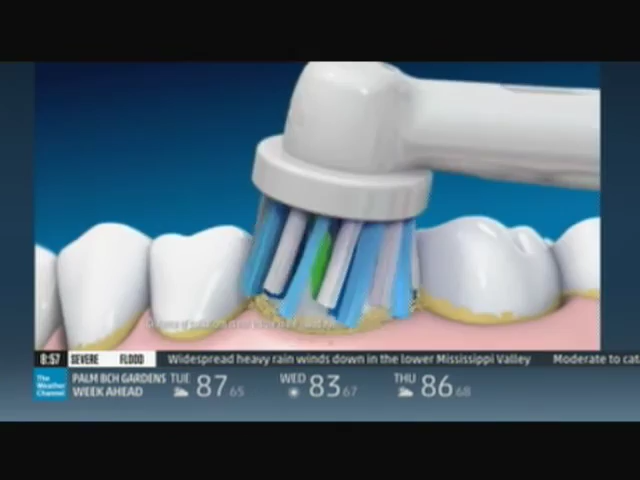 8:57 SEVERE FLOOD Widespread heavy rain winds down in the lower Mississippi Valley Moderate to cat
The Weather Channel
PALM BCH GARDENS
WEEK AHEAD
TUE 87 65
WED 83 67
THU 86 68